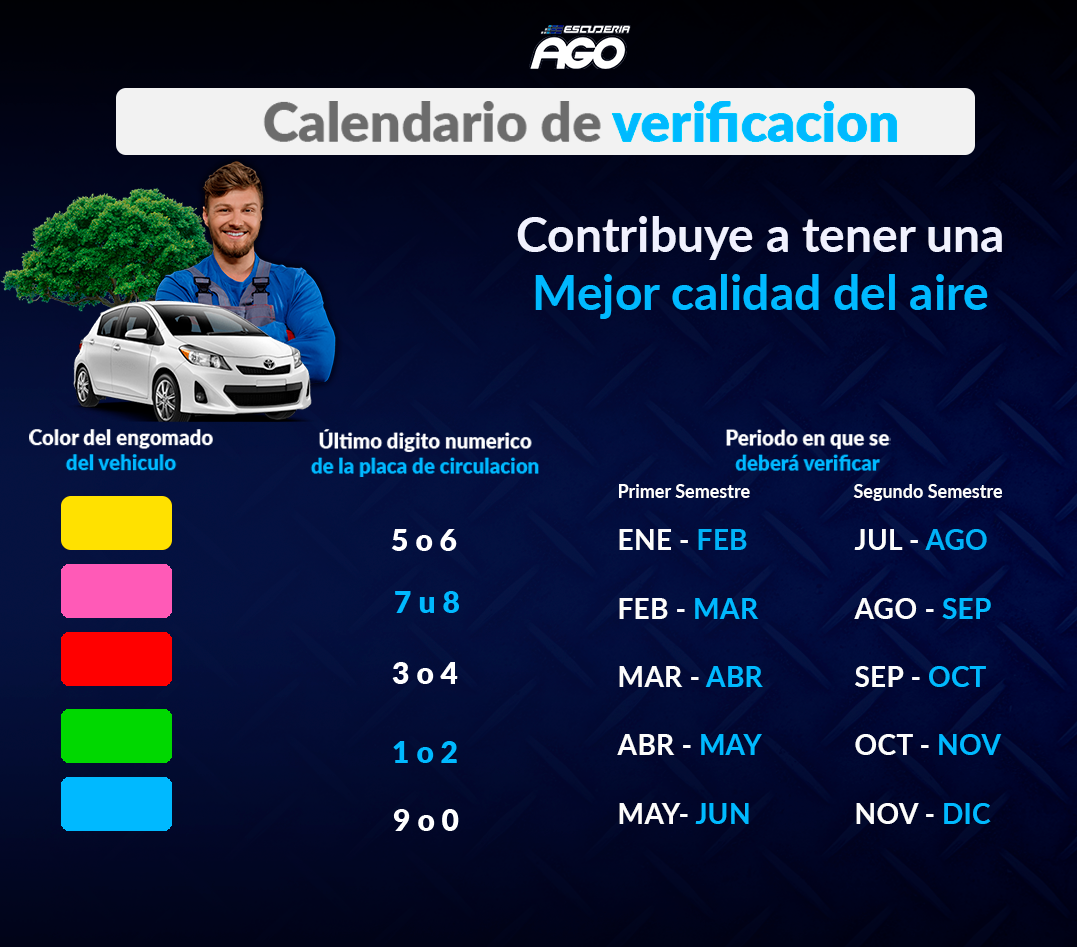 ESCUDERIA
AGO
Calendario de verificacion
Contribuye a tener una
Mejor calidad del aire
Color del engomado
del vehiculo
Último digito numerico
de la placa de circulacion
Periodo en que se
deberá verificar
Primer Semestre
Segundo Semestre
5 o 6
ENE - FEB
JUL - AGO
7 u 8
FEB - MAR
AGO - SEP
3 o 4
MAR - ABR
SEP - OCT
1 o 2
ABR - MAY
OCT - NOV
9 o 0
MAY- JUN
NOV - DIC